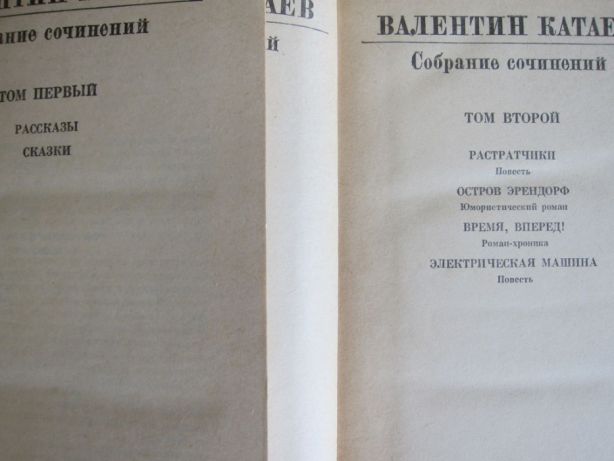 собрание сочинений
ТОМ ПЕРВЫЙ
РАССКАЗЫ
СКАЗКИ
АЕВ
й
ВАЛЕНТИН КАТАЕ
Собрание сочинений
ТОМ ВТОРОЙ
РАСТРАТЧИКИ
Повесть
ОСТРОВ ЭРЕНДОРФ
Юмористический роман
ВРЕМЯ, ВПЕРЕД!
Роман-хроника
ЭЛЕКТРИЧЕСКАЯ МАШИНА
Повесть